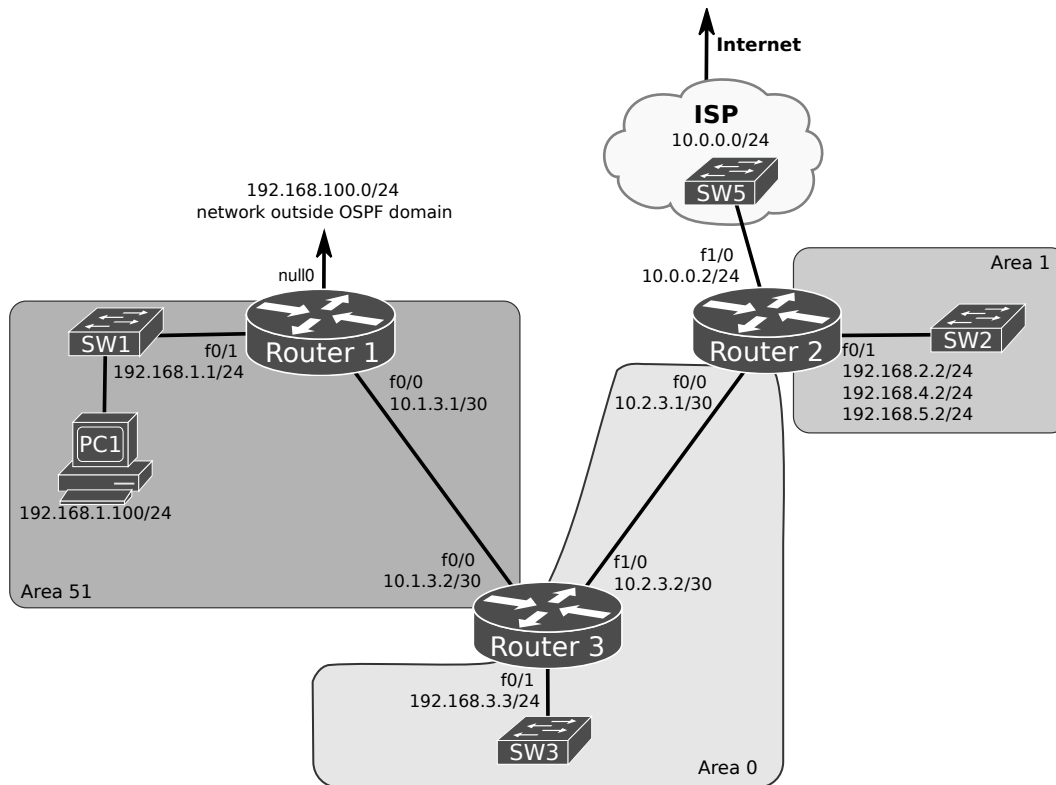 Internet
ISP
10.0.0.0/24
SW5
192.168.100.0/24
network outside OSPF domain
null0
f1/0
10.0.0.2/24
Area 1
SW1
f0/1
192.168.1.1/24
Router 1
Router 2
SW2
f0/1
192.168.2.2/24
192.168.4.2/24
192.168.5.2/24
f0/0
10.1.3.1/30
f0/0
10.2.3.1/30
PC1
192.168.1.100/24
f0/0
10.1.3.2/30
f1/0
10.2.3.2/30
Area 51
Router 3
f0/1
192.168.3.3/24
SW3
Area 0